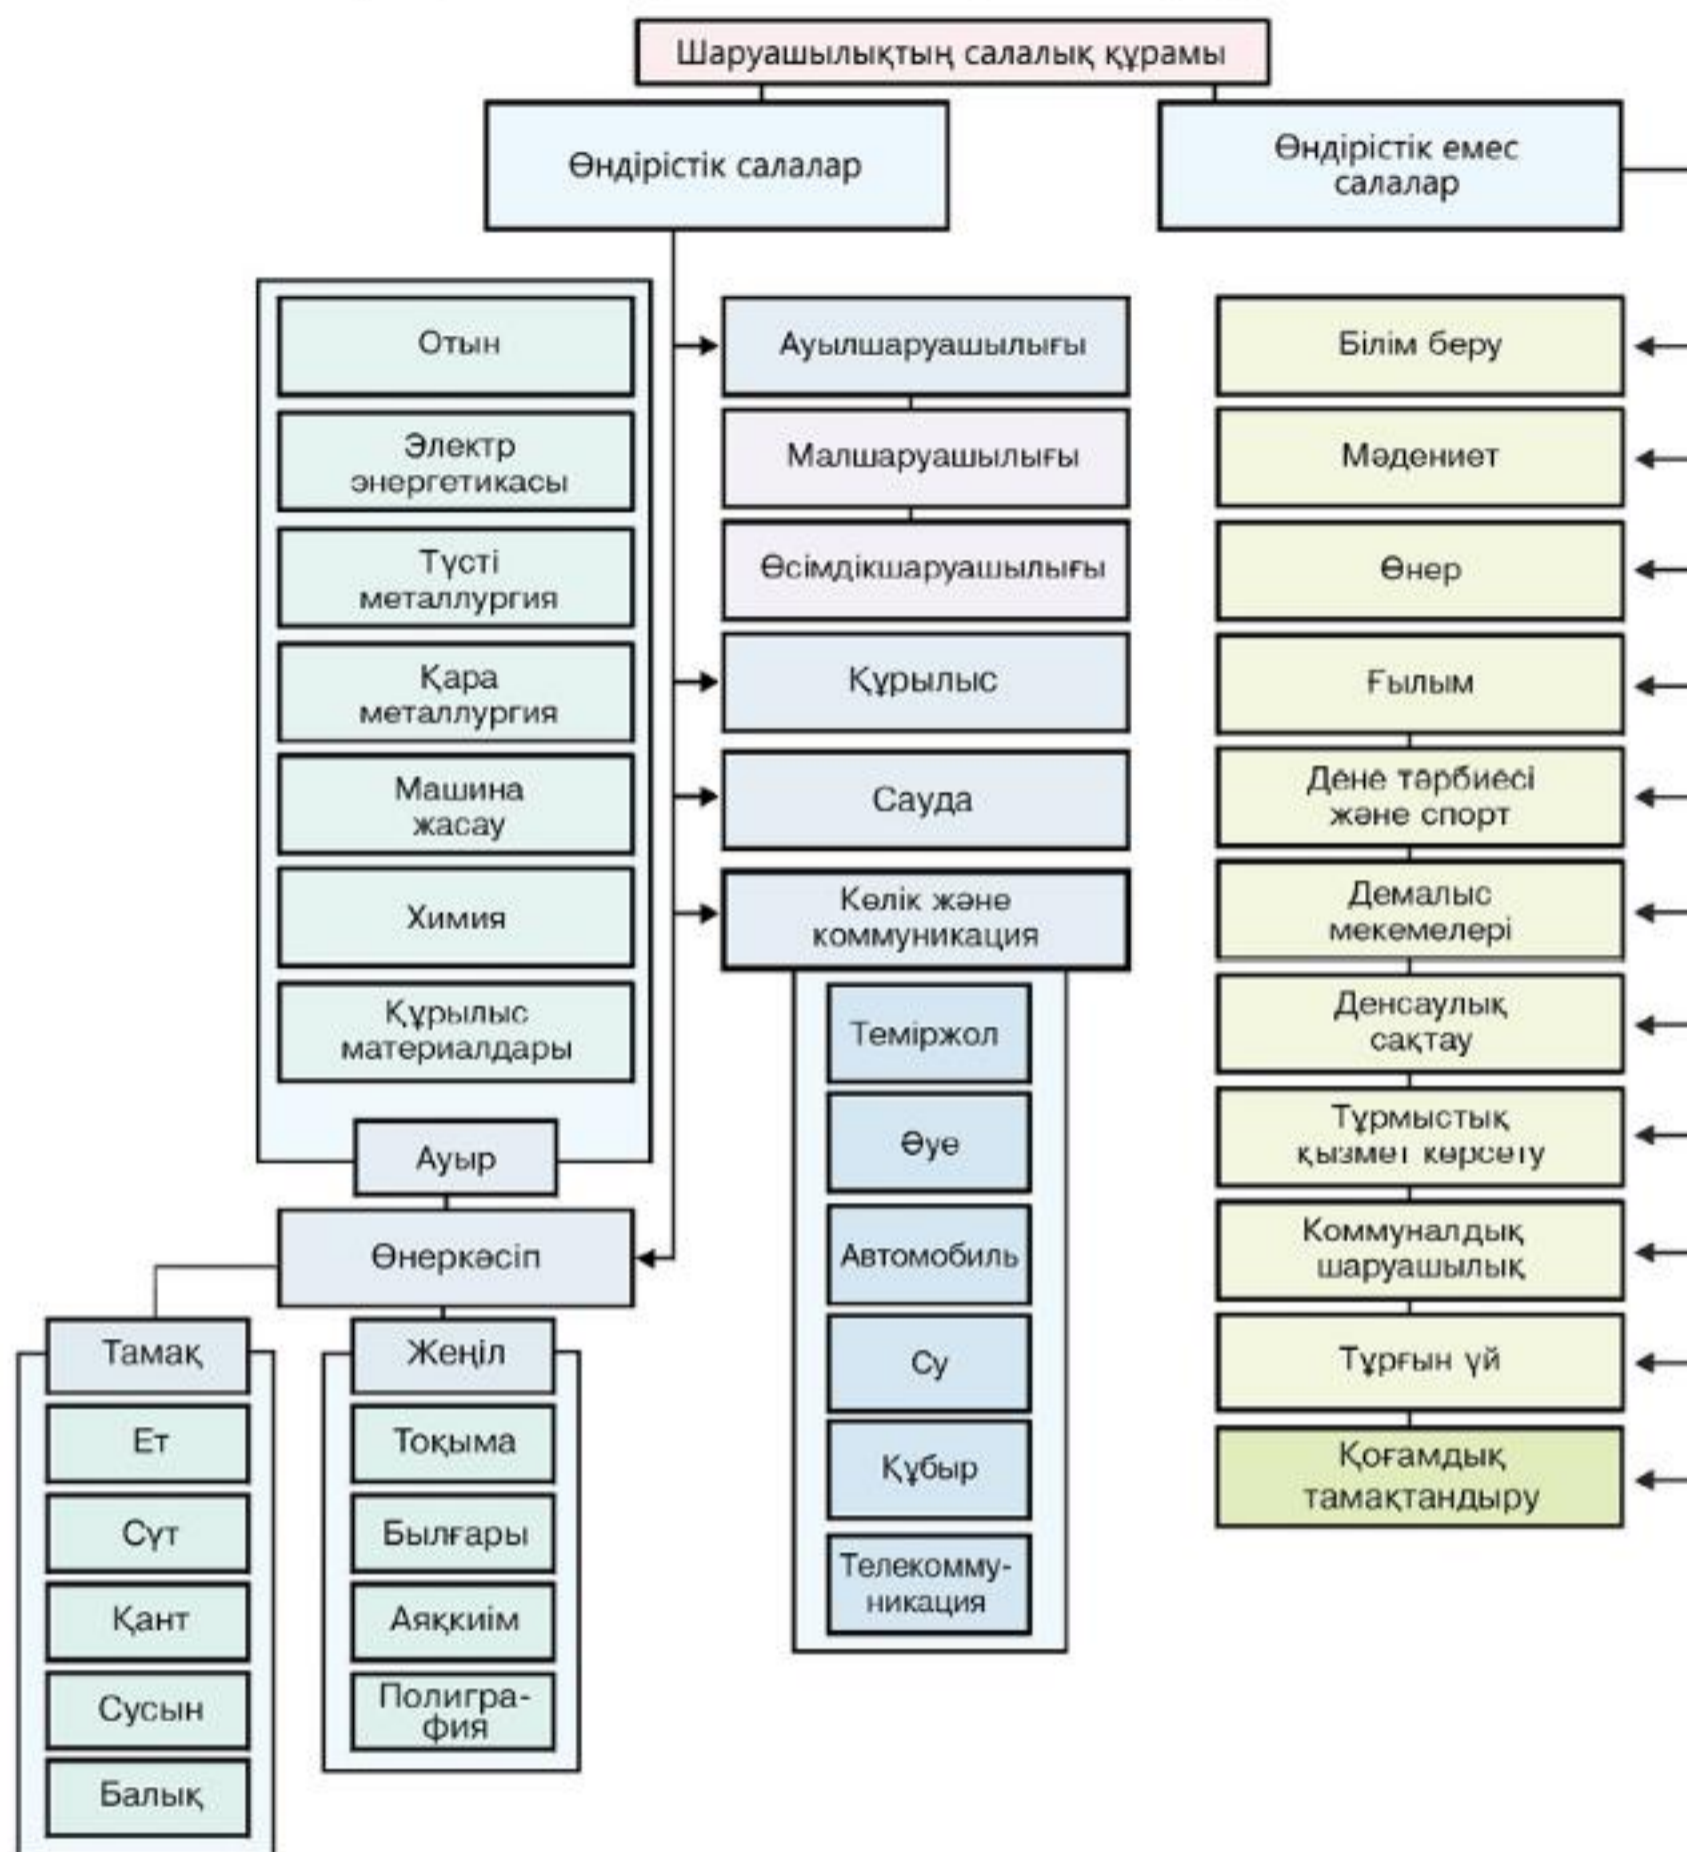 Шаруашылықтың салалық құрамы
Өндірістік салалар
Өндірістік емес
салалар
Отын
Электр
энергетикасы
Түсті
металлургия
Қара
металлургия
Машина
жасау
Химия
Құрылыс
материалдары
Ауыр
Өнеркәсіп
Тамақ
Ет
Сүт
Қант
Сусын
Балық
Жеңіл
Тоқыма
Былғары
Аяқкиім
Полигра-
фия
Ауылшаруашылығы
Малшаруашылығы
Өсімдікшаруашылығы
Құрылыс
Сауда
Көлік және
коммуникация
Теміржол
Әуе
Автомобиль
Су
Құбыр
Телекомму-
никация
Білім беру
Мәдениет
Өнер
Ғылым
Дене тәрбиесі
және спорт
Демалыс
мекемелері
Денсаулық
сақтау
Тұрмыстық
қызмет көрсету
Коммуналдық
шаруашылық
Тұрғын үй
Қоғамдық
тамақтандыру